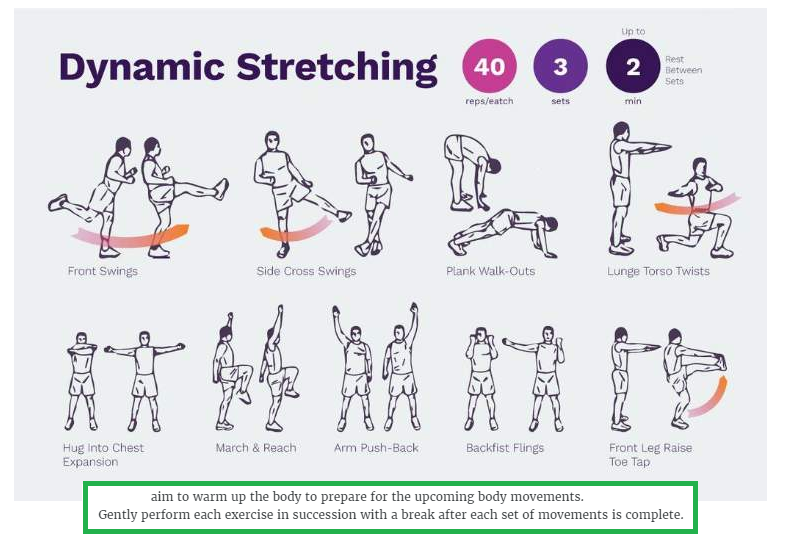 Dynamic Stretching
40
reps/eatch
3
sets
Up to
2
min
Rest
Between
Sets
Front Swings
Side Cross Swings
Plank Walk-Outs
Lunge Torso Twists
Hug Into Chest
Expansion
March & Reach
Arm Push-Back
Backfist Flings
Front Leg Raise
Toe Tap
aim to warm up the body to prepare for the upcoming body movements.
Gently perform each exercise in succession with a break after each set of movements is complete.